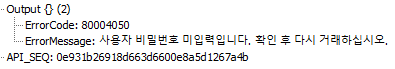 Output {} (2)
ErrorCode: 80004050
ErrorMessage: 사용자 비밀번호 미입력입니다. 확인 후 다시 거래하십시오.
API_SEQ: 0e931b26918d663d6600e8a5d1267a4b